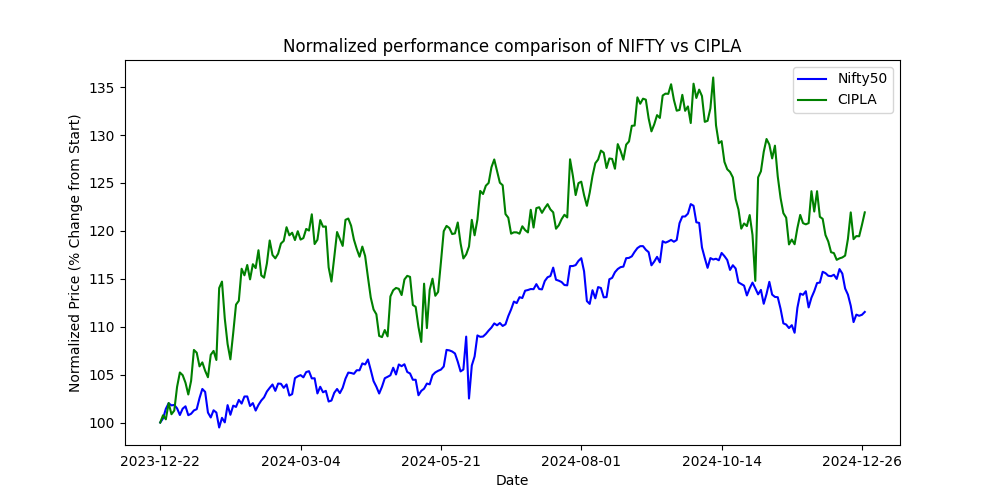 Normalized performance comparison of NIFTY vs CIPLA
Nifty50
CIPLA
Normalized Price (% Change from Start)
135
130
125
120
115
110
105
100
2023-12-22
2024-03-04
2024-05-21
2024-08-01
2024-10-14
2024-12-26
Date